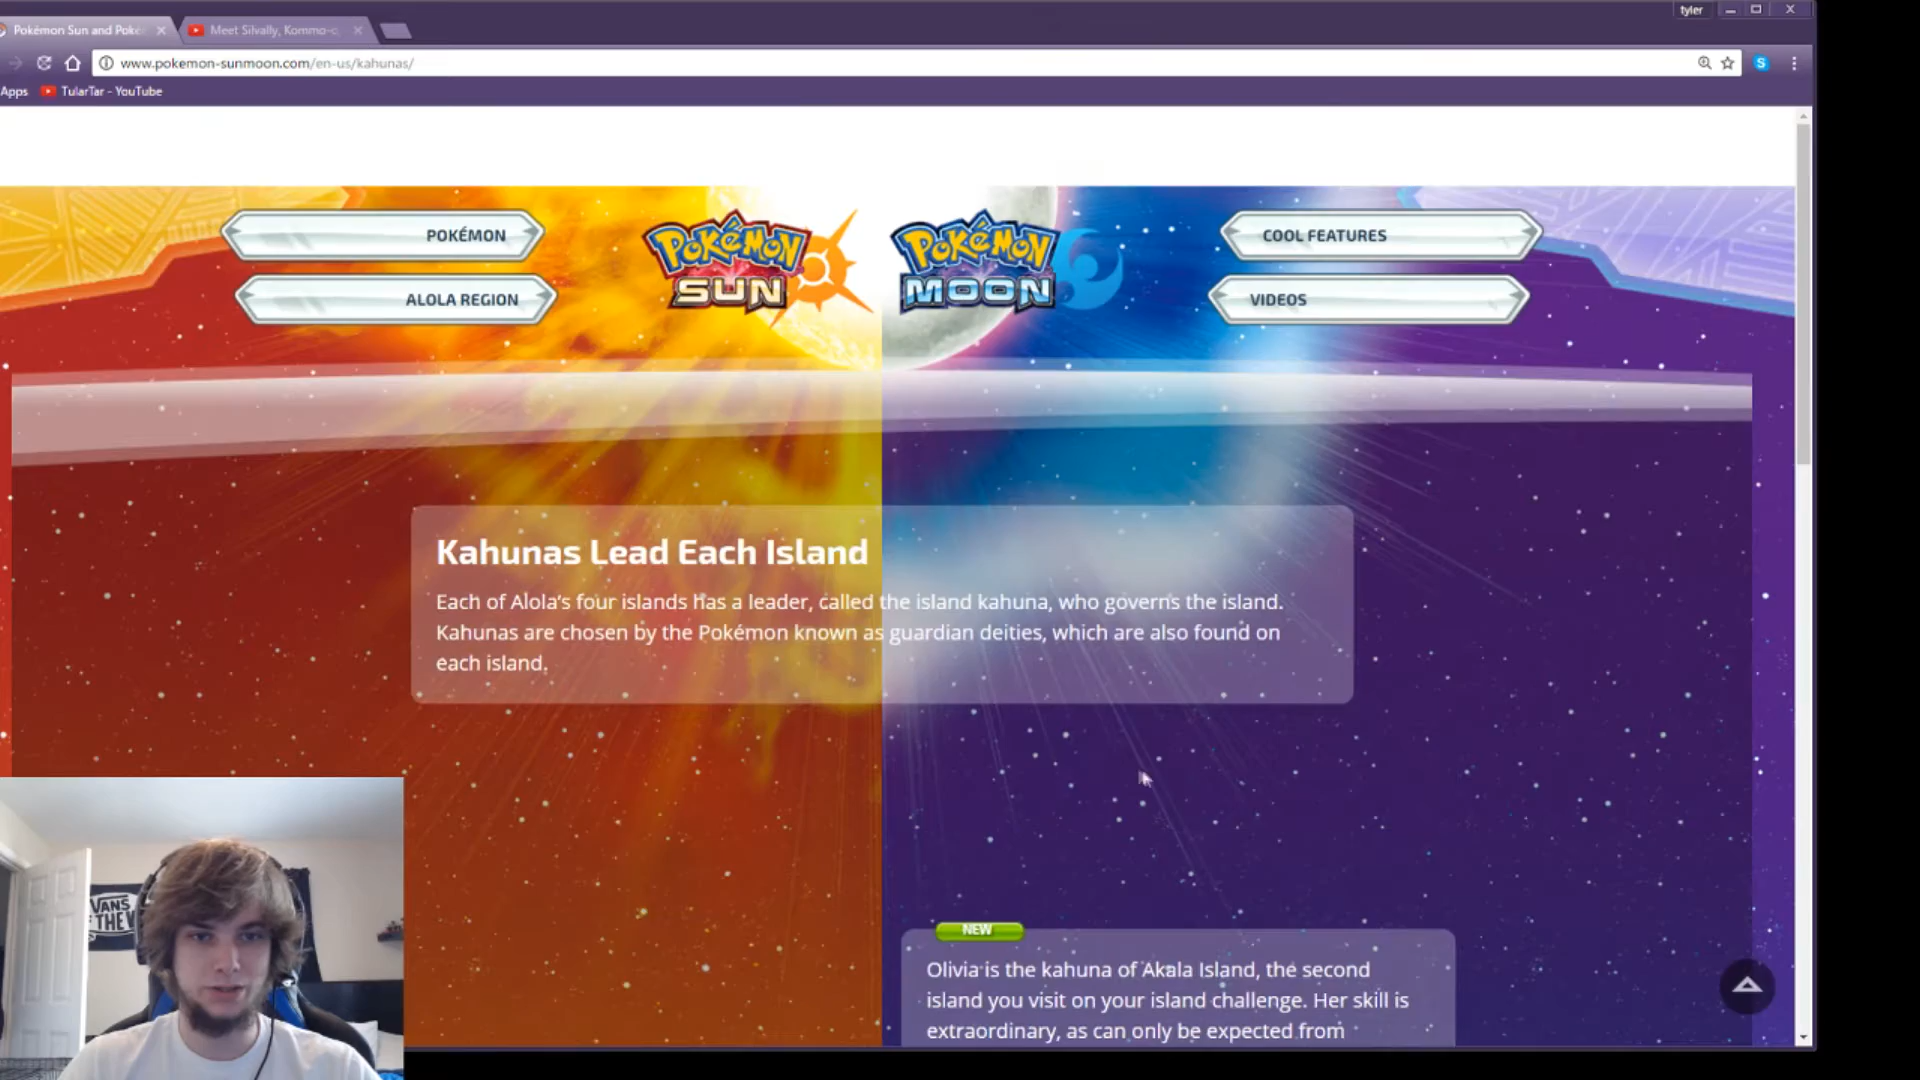 tyler
Pokémon Sun and Poké
Meet Silvally, Kommo-o,
www.pokemon-sunmoon.com/en-us/kahunas/
S
Apps
TularTar - YouTube
POKÉMON
Pokémon
SUN
Pokémon
MOON
COOL FEATURES
ALOLA REGION
VIDEOS
Kahunas Lead Each Island
Each of Alola's four islands has a leader, called the island kahuna, who governs the island.
Kahunas are chosen by the Pokémon known as guardian deities, which are also found on
each island.
NEW
Olivia is the kahuna of Akala Island, the second
island you visit on your island challenge. Her skill is
extraordinary, as can only be expected from
VANS
THE